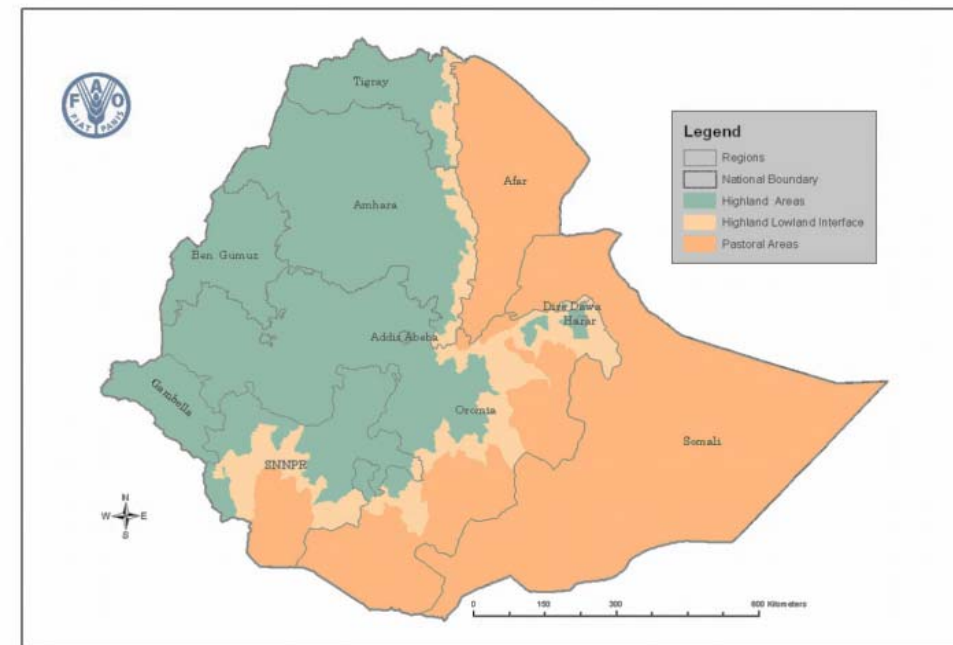 F A O
FIAT PANIS
Tigray
Afar
Amhara
Ben. Gumuz
Dire Dawa
Harar
Addis Abeba
Gambella
Oromia
Somali
SNNPR
Legend
Regions
National Boundary
Highland Areas
Highland Lowland Interface
Pastoral Areas
N
W E
S
0 150 300 600 Kilometers